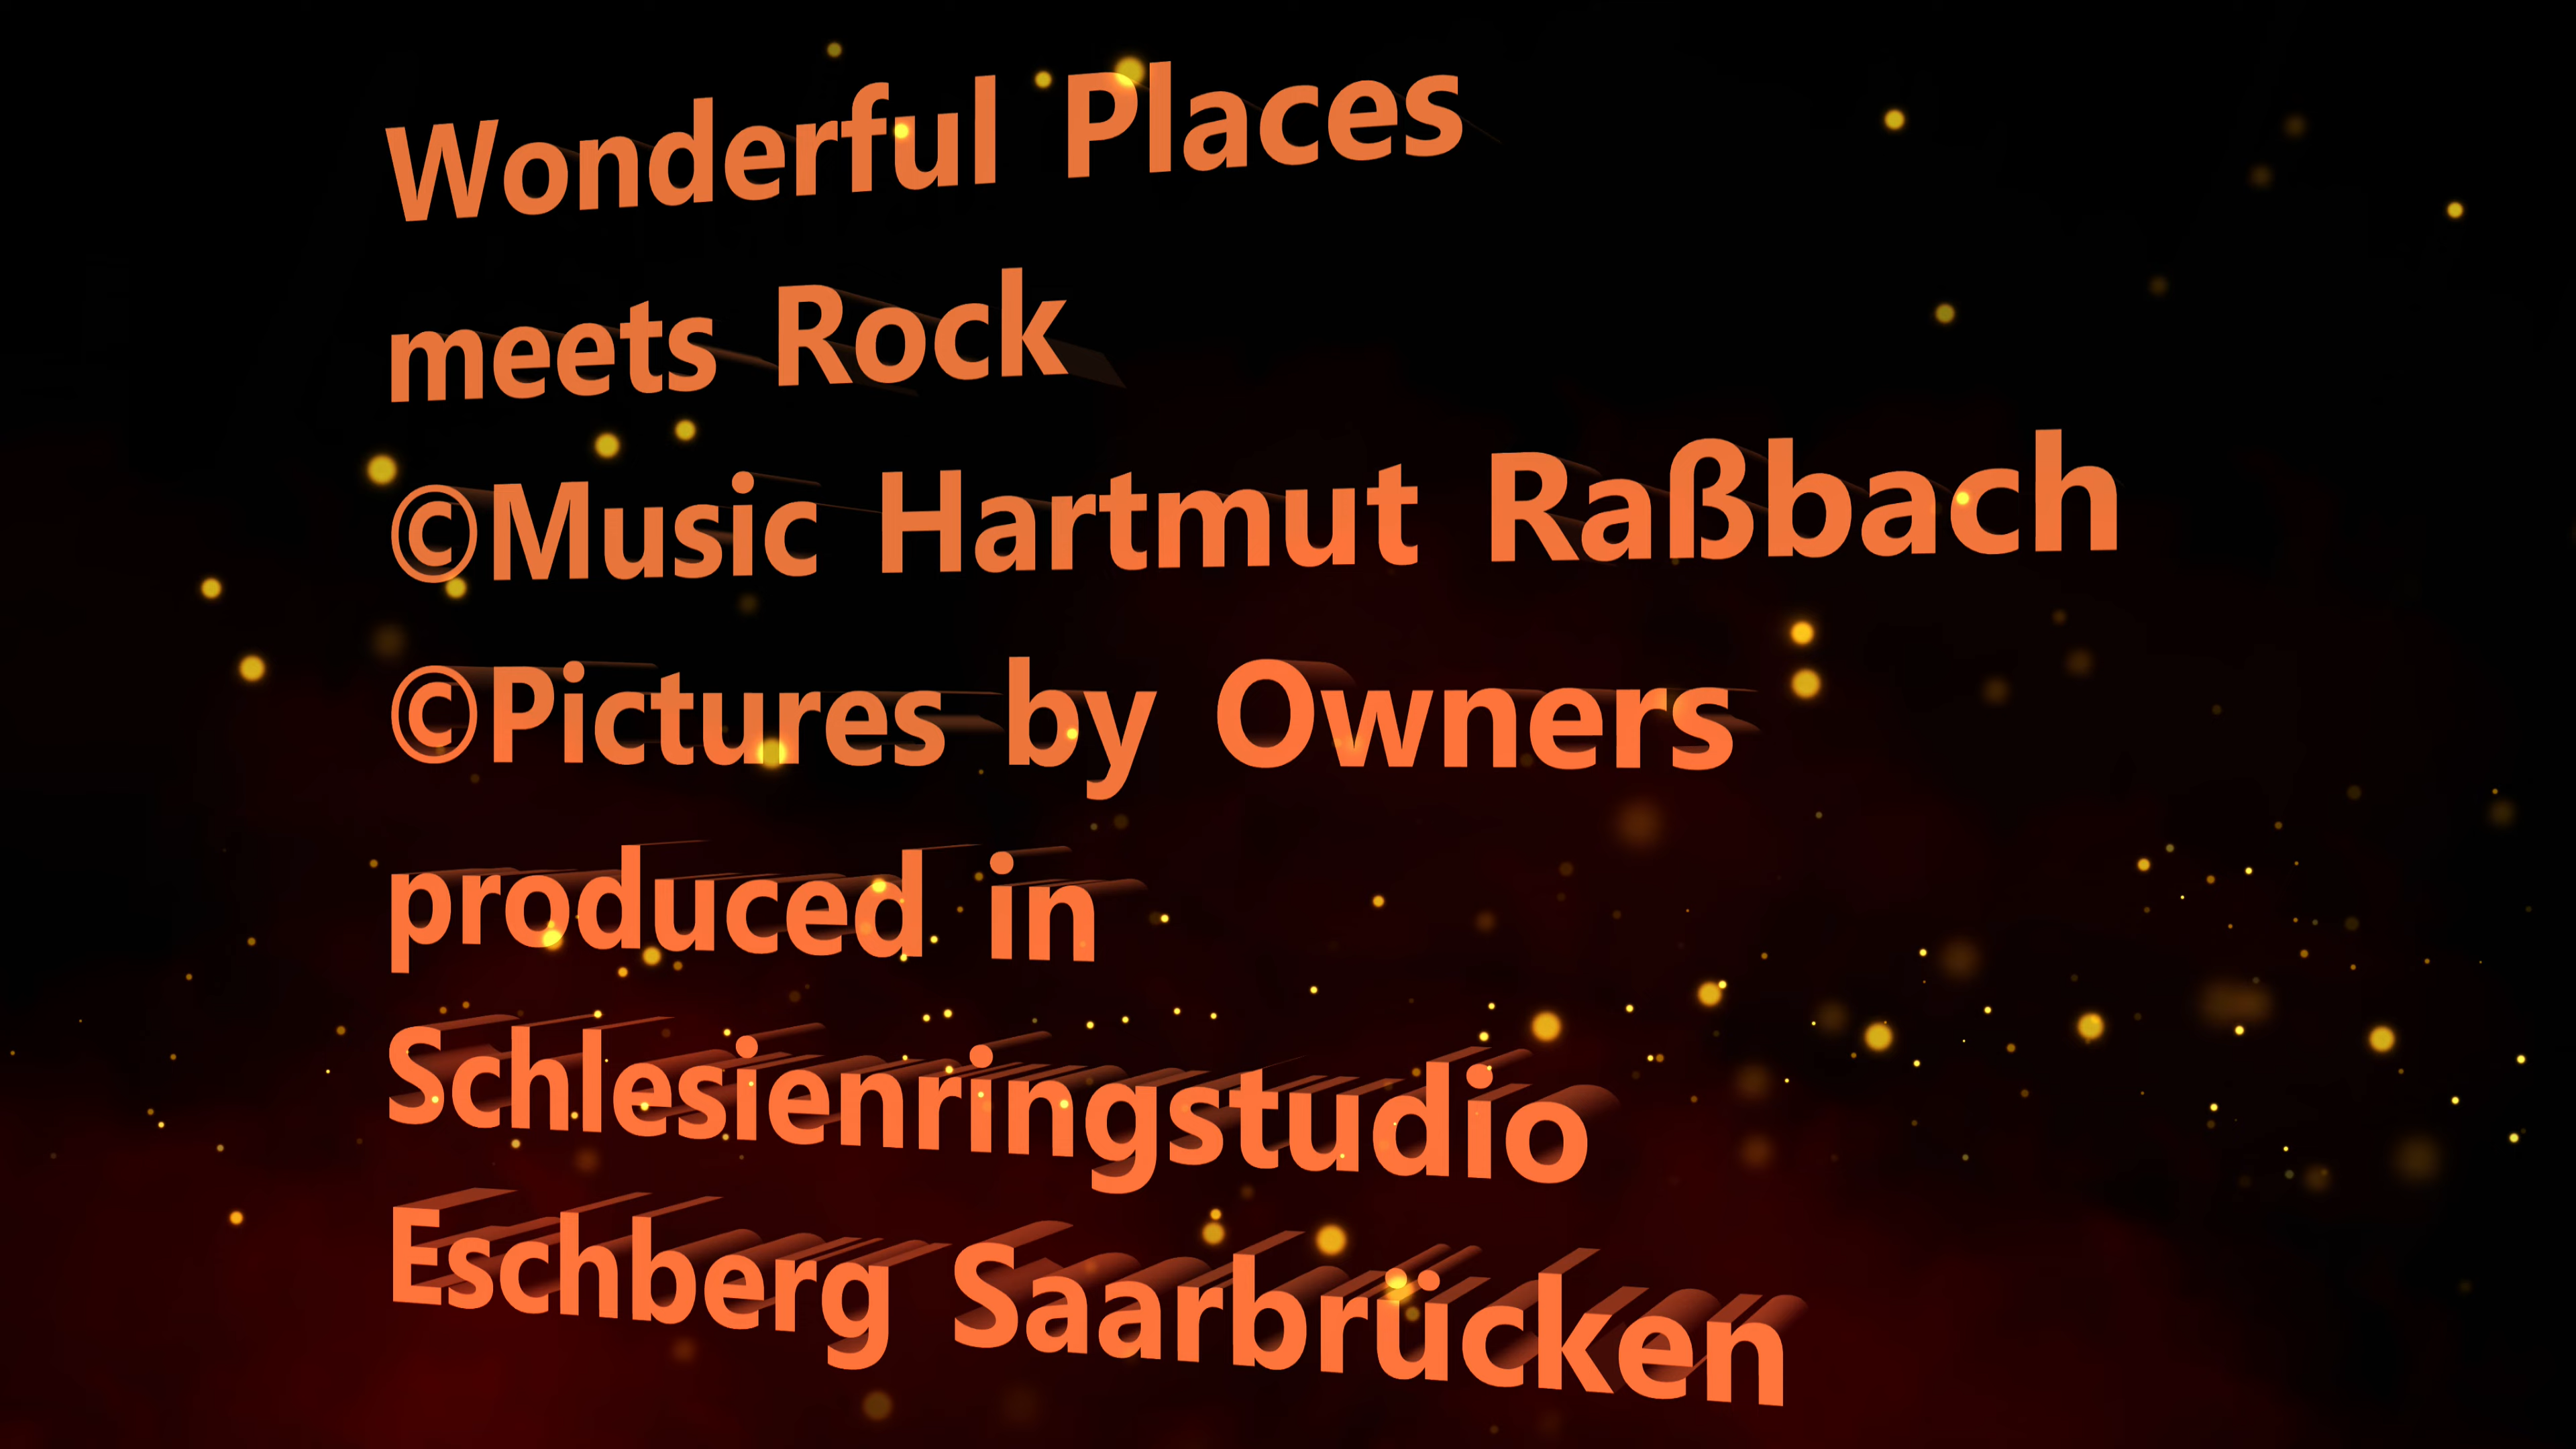 Wonderful Places
meets Rock
©Music Hartmut Raßbach
©Pictures by Owners
produced in
Schlesienringstudio
Eschberg Saarbrücken